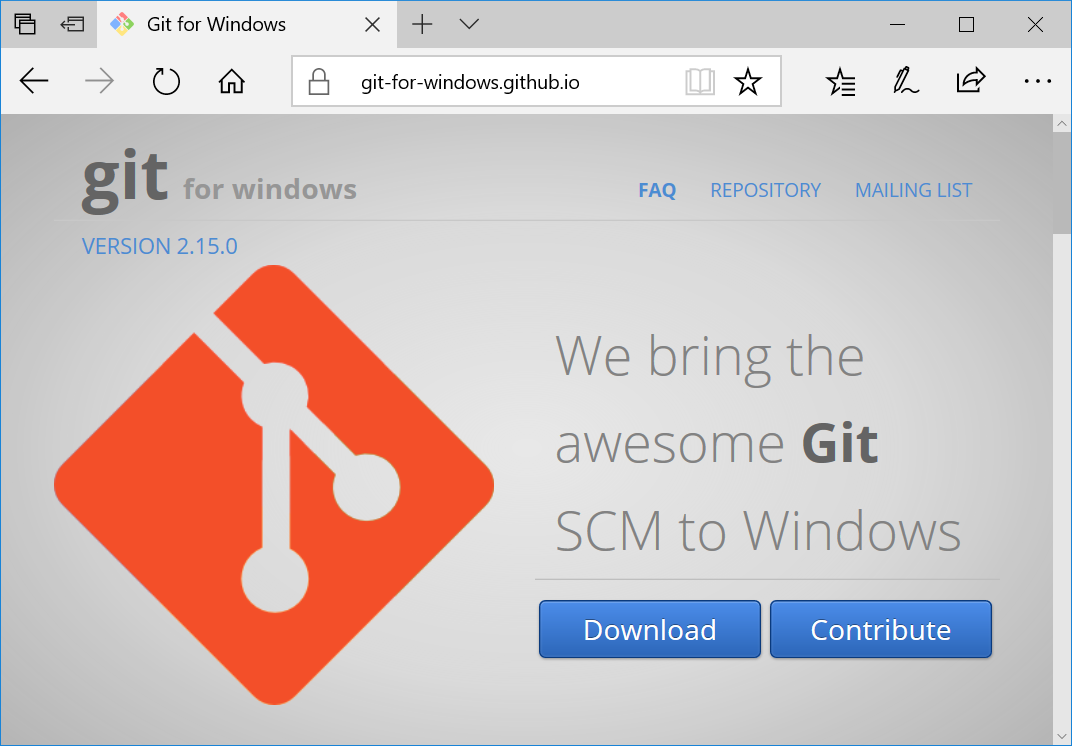 Git for Windows
git-for-windows.github.io
git for windows
FAQ REPOSITORY MAILING LIST
VERSION 2.15.0
We bring the
awesome Git
SCM to Windows
Download Contribute